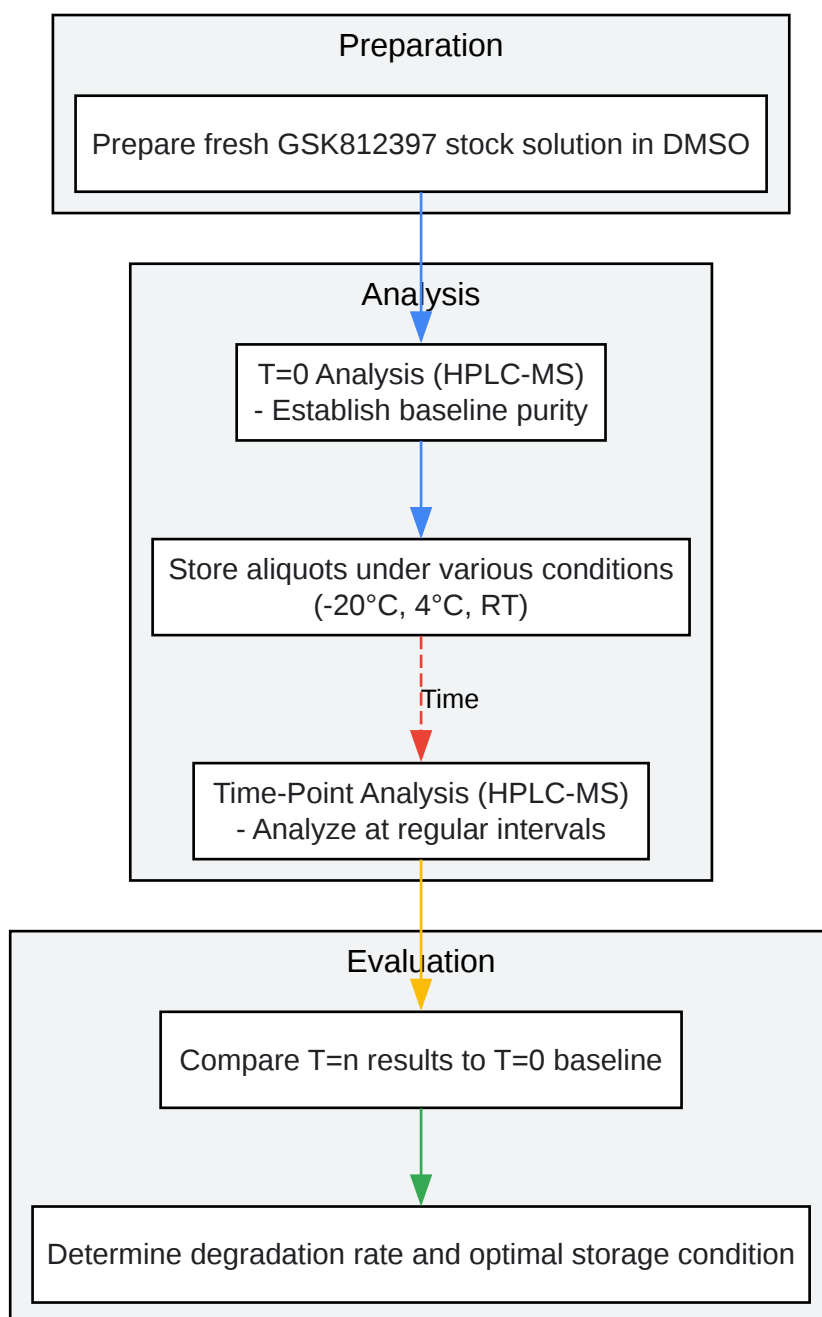 Preparation
Prepare fresh GSK812397 stock solution in DMSO
Analysis
T=0 Analysis (HPLC-MS)
- Establish baseline purity
Store aliquots under various conditions
(-20°C, 4°C, RT)
Time
Time-Point Analysis (HPLC-MS)
- Analyze at regular intervals
Evaluation
Compare T=n results to T=0 baseline
Determine degradation rate and optimal storage condition